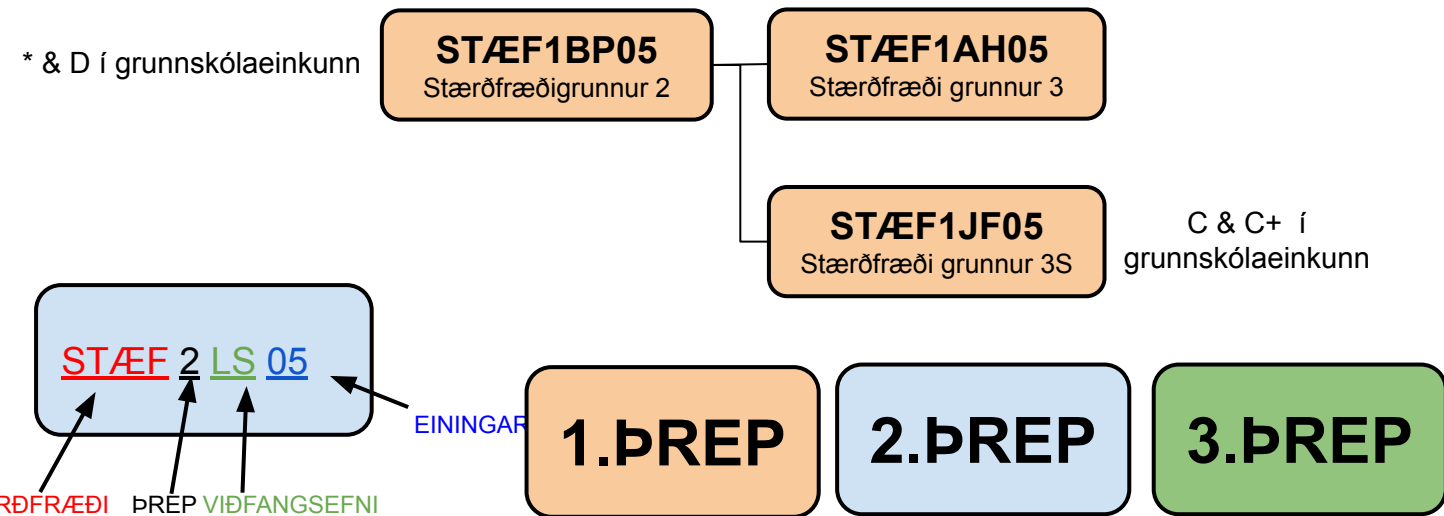 * & D í grunnskólaeinkunn
STÆF1BP05
Stærðfræðigrunnur 2
STÆF1AH05
Stærðfræði grunnur 3
STÆF1JF05
Stærðfræði grunnur 3S
C & C+ í
grunnskólaeinkunn
STÆF 2 LS 05
EININGAR
RÐFRÆÐI ÞREP VIÐFANGSEFNI
1.ÞREP
2.ÞREP
3.ÞREP